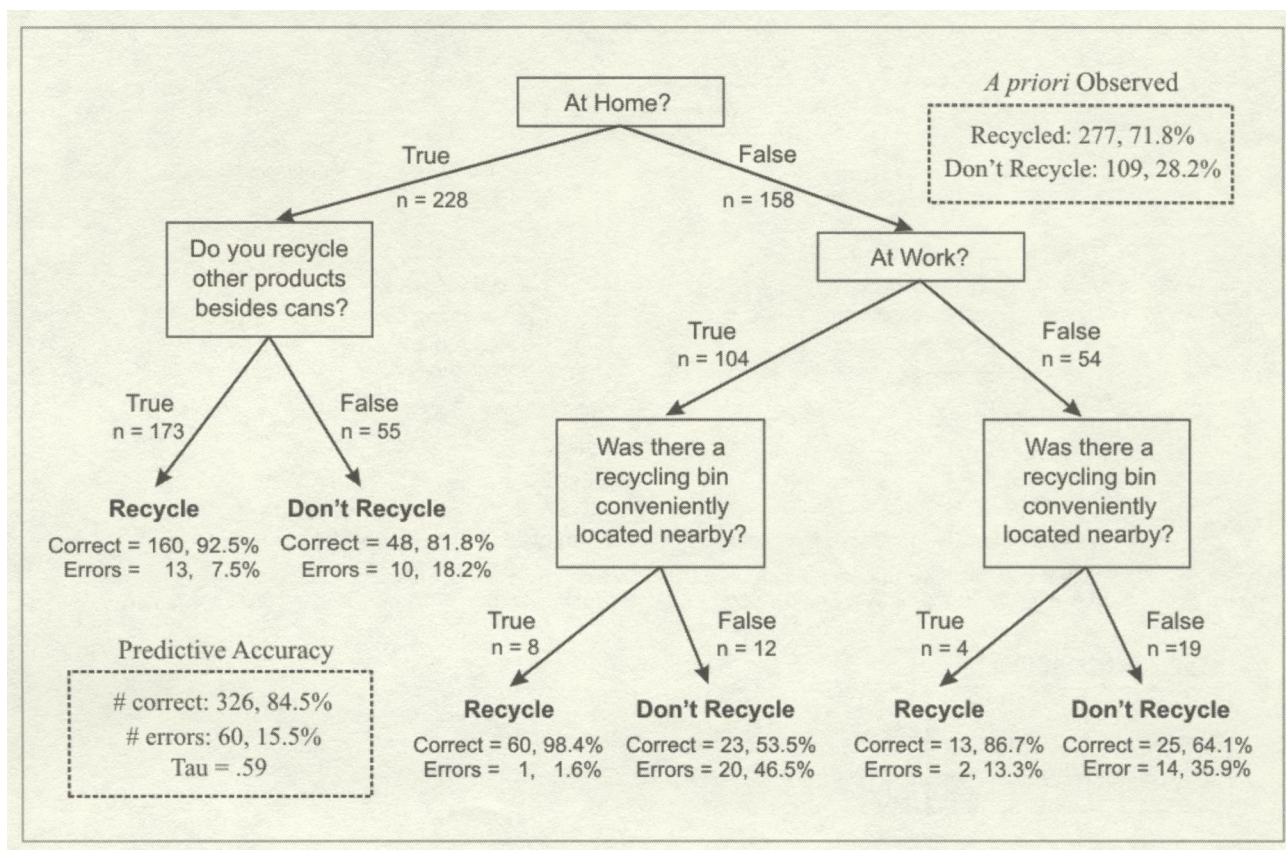 At Home?
A priori Observed
Recycled: 277, 71.8%
Don't Recycle: 109, 28.2%
True
n = 228
False
n = 158
Do you recycle
other products
besides cans?
At Work?
True
n = 173
False
n = 55
True
n = 104
False
n = 54
Recycle
Correct = 160, 92.5%
Errors = 13, 7.5%
Don't Recycle
Correct = 48, 81.8%
Errors = 10, 18.2%
Was there a
recycling bin
conveniently
located nearby?
Was there a
recycling bin
conveniently
located nearby?
True
n = 8
False
n = 12
True
n = 4
False
n =19
Recycle
Correct = 60, 98.4%
Errors = 1, 1.6%
Don't Recycle
Correct = 23, 53.5%
Errors = 20, 46.5%
Recycle
Correct = 13, 86.7%
Errors = 2, 13.3%
Don't Recycle
Correct = 25, 64.1%
Error = 14, 35.9%
Predictive Accuracy
# correct: 326, 84.5%
# errors: 60, 15.5%
Tau = .59